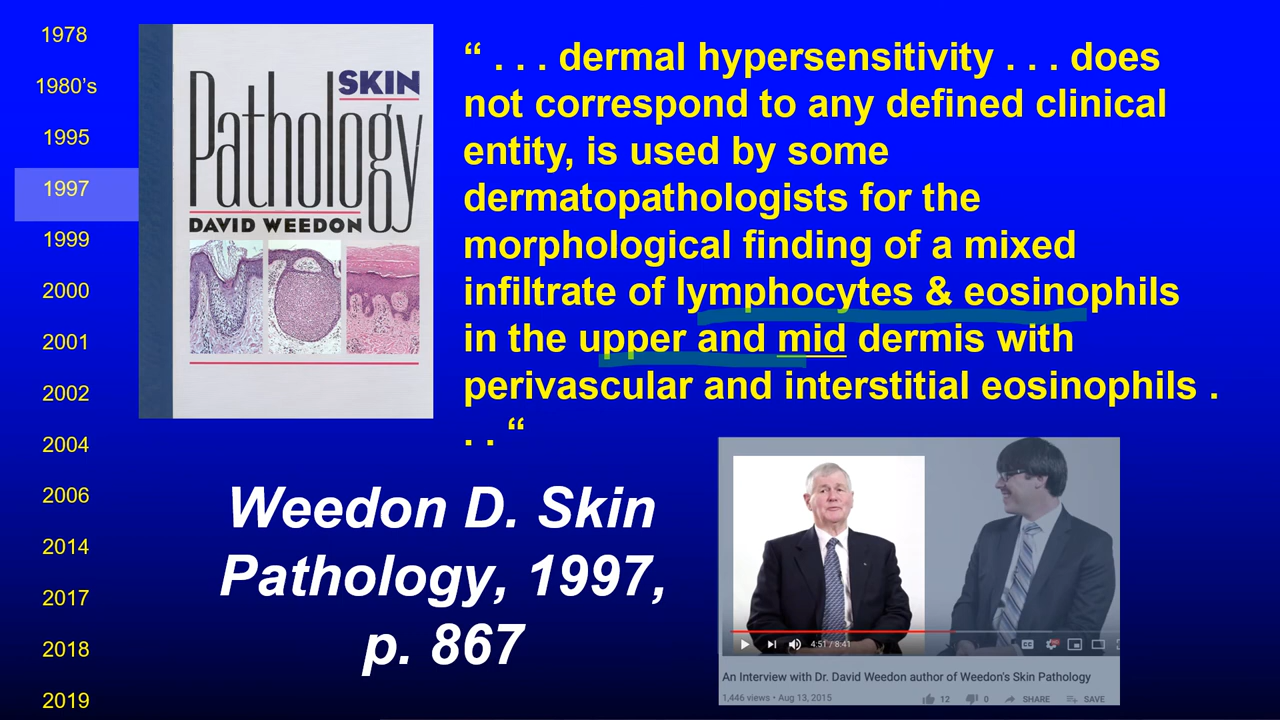 1978
1980’s
1995
1997
1999
2000
2001
2002
2004
2006
2014
2017
2018
2019
SKIN
Pathology
DAVID WEEDON
“ . . . dermal hypersensitivity . . . does
not correspond to any defined clinical
entity, is used by some
dermatopathologists for the
morphological finding of a mixed
infiltrate of lymphocytes & eosinophils
in the upper and mid dermis with
perivascular and interstitial eosinophils .
. . “
Weedon D. Skin
Pathology, 1997,
p. 867
4:51 / 8:41
CC
An Interview with Dr. David Weedon author of Weedon's Skin Pathology
1,446 views • Aug 13, 2015
12
0
SHARE
SAVE